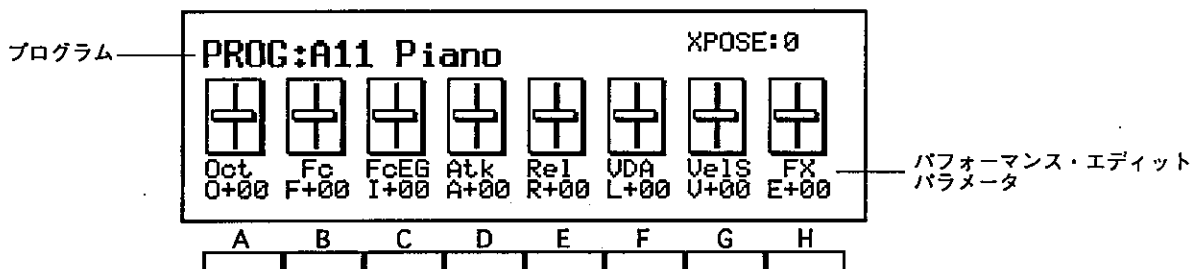 プログラム
PROG:A11 Piano
XPOSE:0
Oct Fc FcEG Atk Rel VDA VelS FX
O+00 F+00 I+00 A+00 R+00 L+00 V+00 E+00
パフォーマンス・エディット
パラメータ
A B C D E F G H